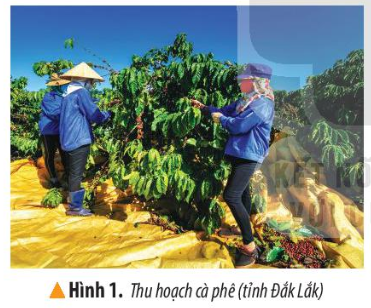 Hình 1. Thu hoạch cà phê (tỉnh Đắk Lắk)